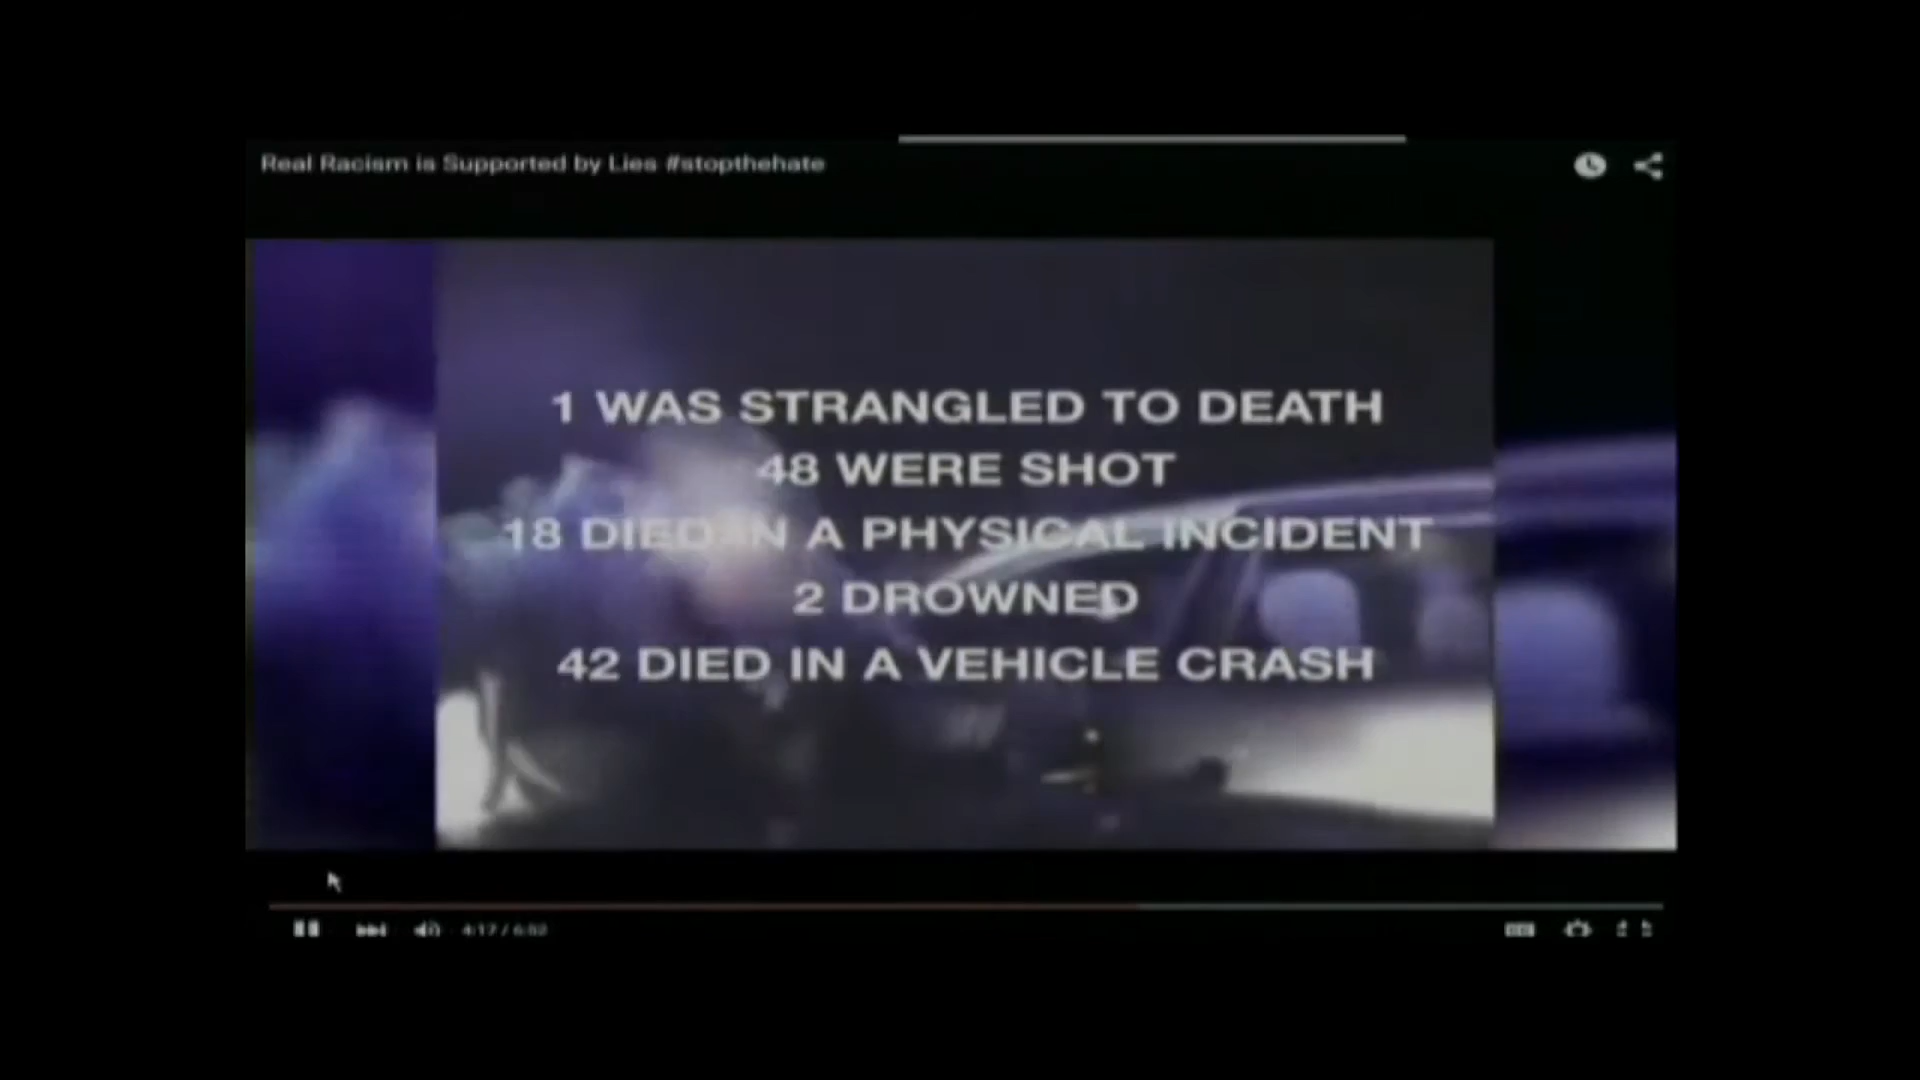 Real Racism is Supported by Lies #stopthehate
1 WAS STRANGLED TO DEATH
48 WERE SHOT
18 DIED IN A PHYSICAL INCIDENT
2 DROWNED
42 DIED IN A VEHICLE CRASH
4:17 / 6:52